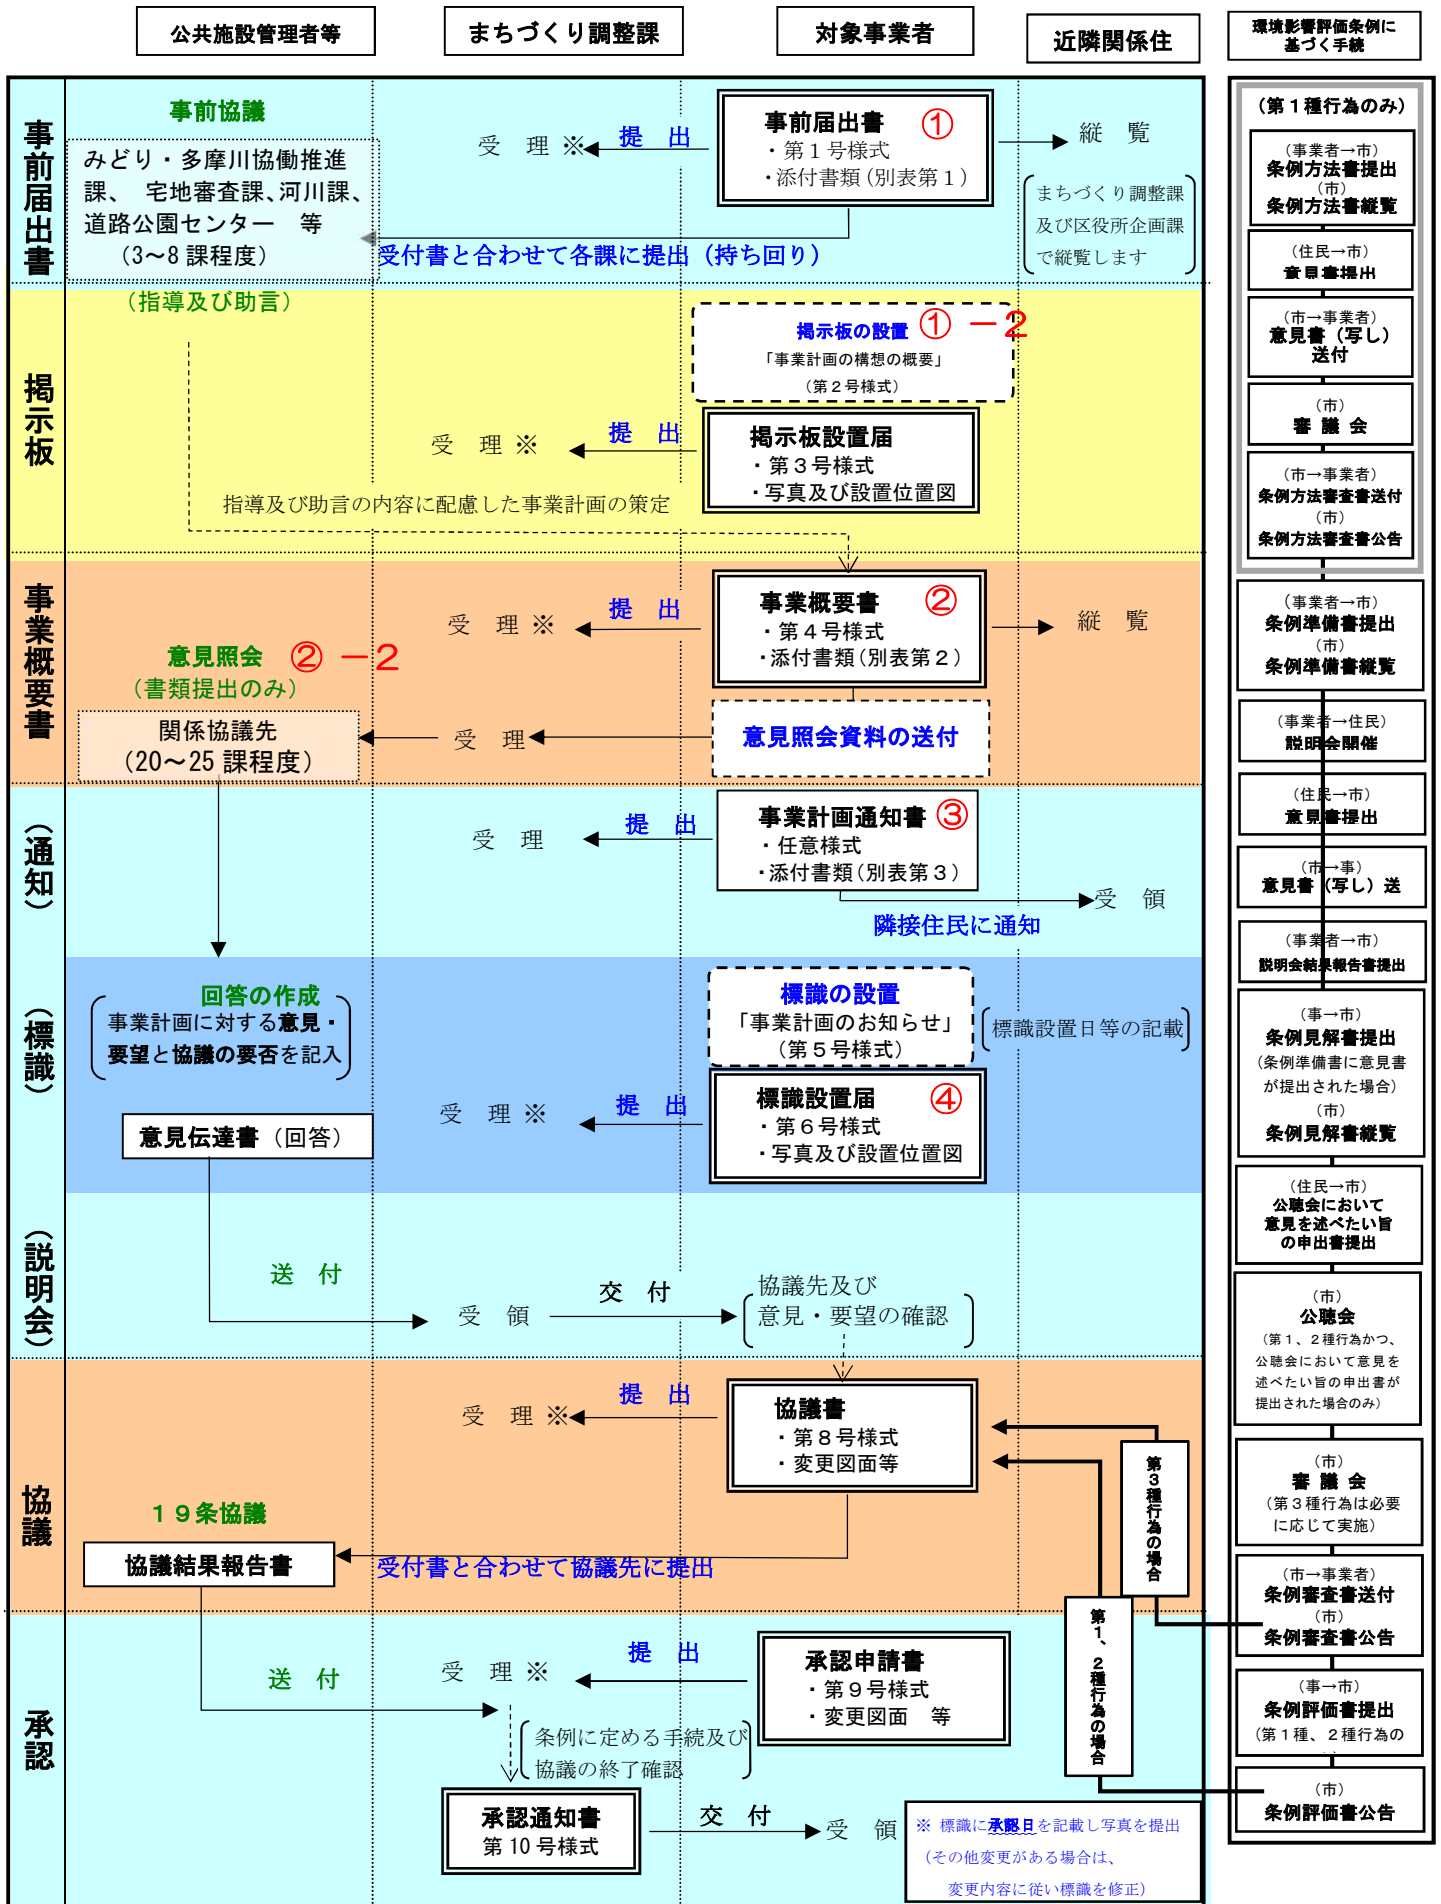 公共施設管理者等
まちづくり調整課
対象事業者
近隣関係住
環境影響評価条例に
基づく手続
事前届出書
事前協議
みどり・多摩川協働推進
課、 宅地審査課、河川課、
道路公園センター 等
(3～8 課程度)
(指導及び助言)
受 理 ※
提 出
事前届出書 ①
・第１号様式
・添付書類(別表第１)
縦 覧
まちづくり調整課
及び区役所企画課
で縦覧します
受付書と合わせて各課に提出（持ち回り）
掲示板
掲示板の設置 ①－２
「事業計画の構想の概要」
(第２号様式)
受 理 ※
提 出
掲示板設置届
・第３号様式
・写真及び設置位置図
指導及び助言の内容に配慮した事業計画の策定
事業概要書
受 理 ※
提 出
事業概要書 ②
・第４号様式
・添付書類(別表第２)
縦 覧
意見照会 ②－２
(書類提出のみ)
関係協議先
(20～25 課程度)
受 理
意見照会資料の送付
（通知）
受 理
提 出
事業計画通知書 ③
・任意様式
・添付書類(別表第３)
受 領
隣接住民に通知
（標識）
回答の作成
事業計画に対する意見・
要望と協議の要否を記入
標識の設置
「事業計画のお知らせ」
(第５号様式)
標識設置日等の記載
意見伝達書（回答）
受 理 ※
提 出
標識設置届 ④
・第６号様式
・写真及び設置位置図
（説明会）
送 付
受 領
交 付
協議先及び
意見・要望の確認
協議
受 理 ※
提 出
協議書
・第８号様式
・変更図面等
１９条協議
協議結果報告書
受付書と合わせて協議先に提出
第３種行為の場合
第１、２種行為の場合
承認
送 付
受 理 ※
提 出
承認申請書
・第９号様式
・変更図面 等
条例に定める手続及び
協議の終了確認
承認通知書
第 10 号様式
交 付
受 領
※ 標識に承認日を記載し写真を提出
（その他変更がある場合は、
変更内容に従い標識を修正）
(第１種行為のみ)
(事業者→市)
条例方法書提出
(市)
条例方法書縦覧
(住民→市)
意見書提出
(市→事業者)
意見書（写し）
送付
(市)
審 議 会
(市→事業者)
条例方法審査書送付
(市)
条例方法審査書公告
(事業者→市)
条例準備書提出
(市)
条例準備書縦覧
(事業者→住民)
説明会開催
(住民→市)
意見書提出
(市→事)
意見書（写し）送
(事業者→市)
説明会結果報告書提出
(事→市)
条例見解書提出
(条例準備書に意見書
が提出された場合)
(市)
条例見解書縦覧
(住民→市)
公聴会において
意見を述べたい旨
の申出書提出
(市)
公聴会
(第１、２種行為かつ、
公聴会において意見を
述べたい旨の申出書が
提出された場合のみ)
(市)
審 議 会
(第３種行為は必要
に応じて実施)
(市→事業者)
条例審査書送付
(市)
条例審査書公告
(事→市)
条例評価書提出
(第１種、２種行為の
(市)
条例評価書公告